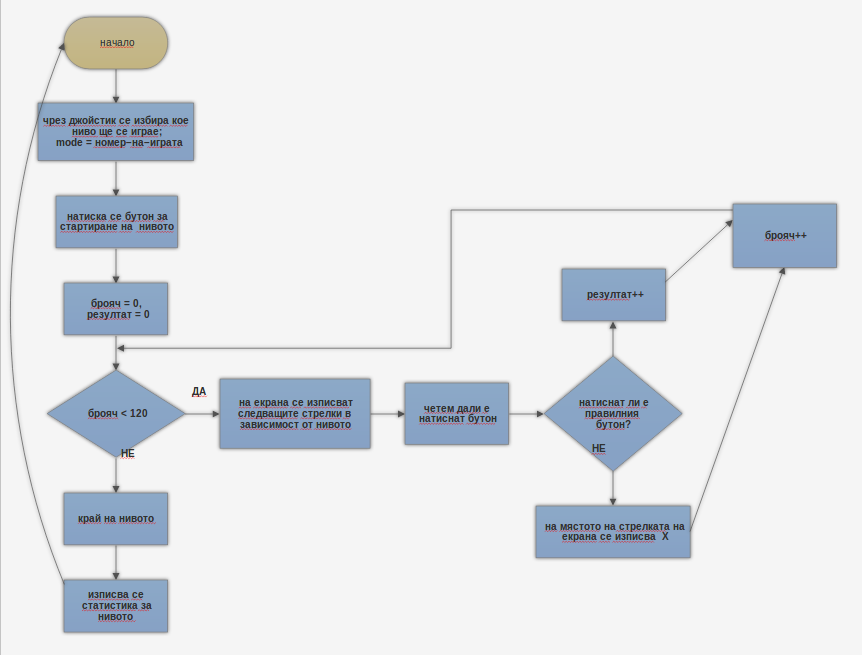 начало
чрез джойстик се избира кое
ниво ще се играе;
mode = номер-на-играта
натиска се бутон за
стартиране на нивото
брояч = 0,
резултат = 0
брояч < 120
ДА
НЕ
на екрана се изписват
следващите стрелки в
зависимост от нивото
четем дали е
натиснат бутон
натиснат ли е
правилния
бутон?
НЕ
резултат++
брояч++
на мястото на стрелката на
екрана се изписва X
край на нивото
изписва се
статистика за
нивото